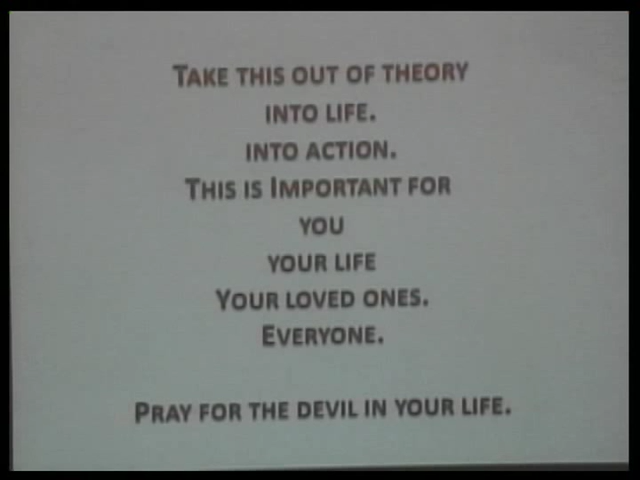 Take this out of theory
into life.
into action.
This is Important for
you
your life
Your loved ones.
Everyone.
Pray for the devil in your life.